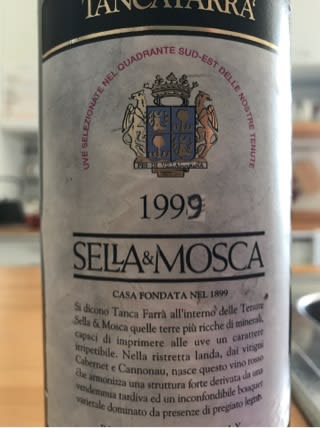 TANCAFARRÀ
UVE SELEZIONATE NEL QUADRANTE SUD-EST DELLE NOSTRE TENUTE
1999
SELLA&MOSCA
CASA FONDATA NEL 1899
Si dicono Tanca Farrà all'interno delle Tenute
Sella & Mosca quelle terre più ricche di minerali,
capaci di imprimere alle uve un carattere
irripetibile. Nella ristretta landa, dai vitigni
Cabernet e Cannonau, nasce questo vino rosso
che armonizza una struttura forte derivata da una
vendemmia tardiva ed un inconfondibile bouquet
varietale dominato da presenze di pregiato legno.